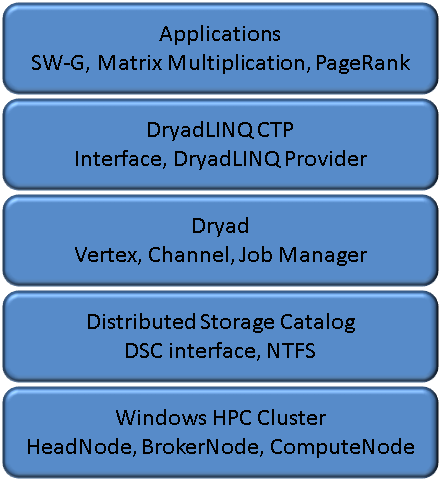 Applications
SW-G, Matrix Multiplication, PageRank
DryadLINQ CTP
Interface, DryadLINQ Provider
Dryad
Vertex, Channel, Job Manager
Distributed Storage Catalog
DSC interface, NTFS
Windows HPC Cluster
HeadNode, BrokerNode, ComputeNode